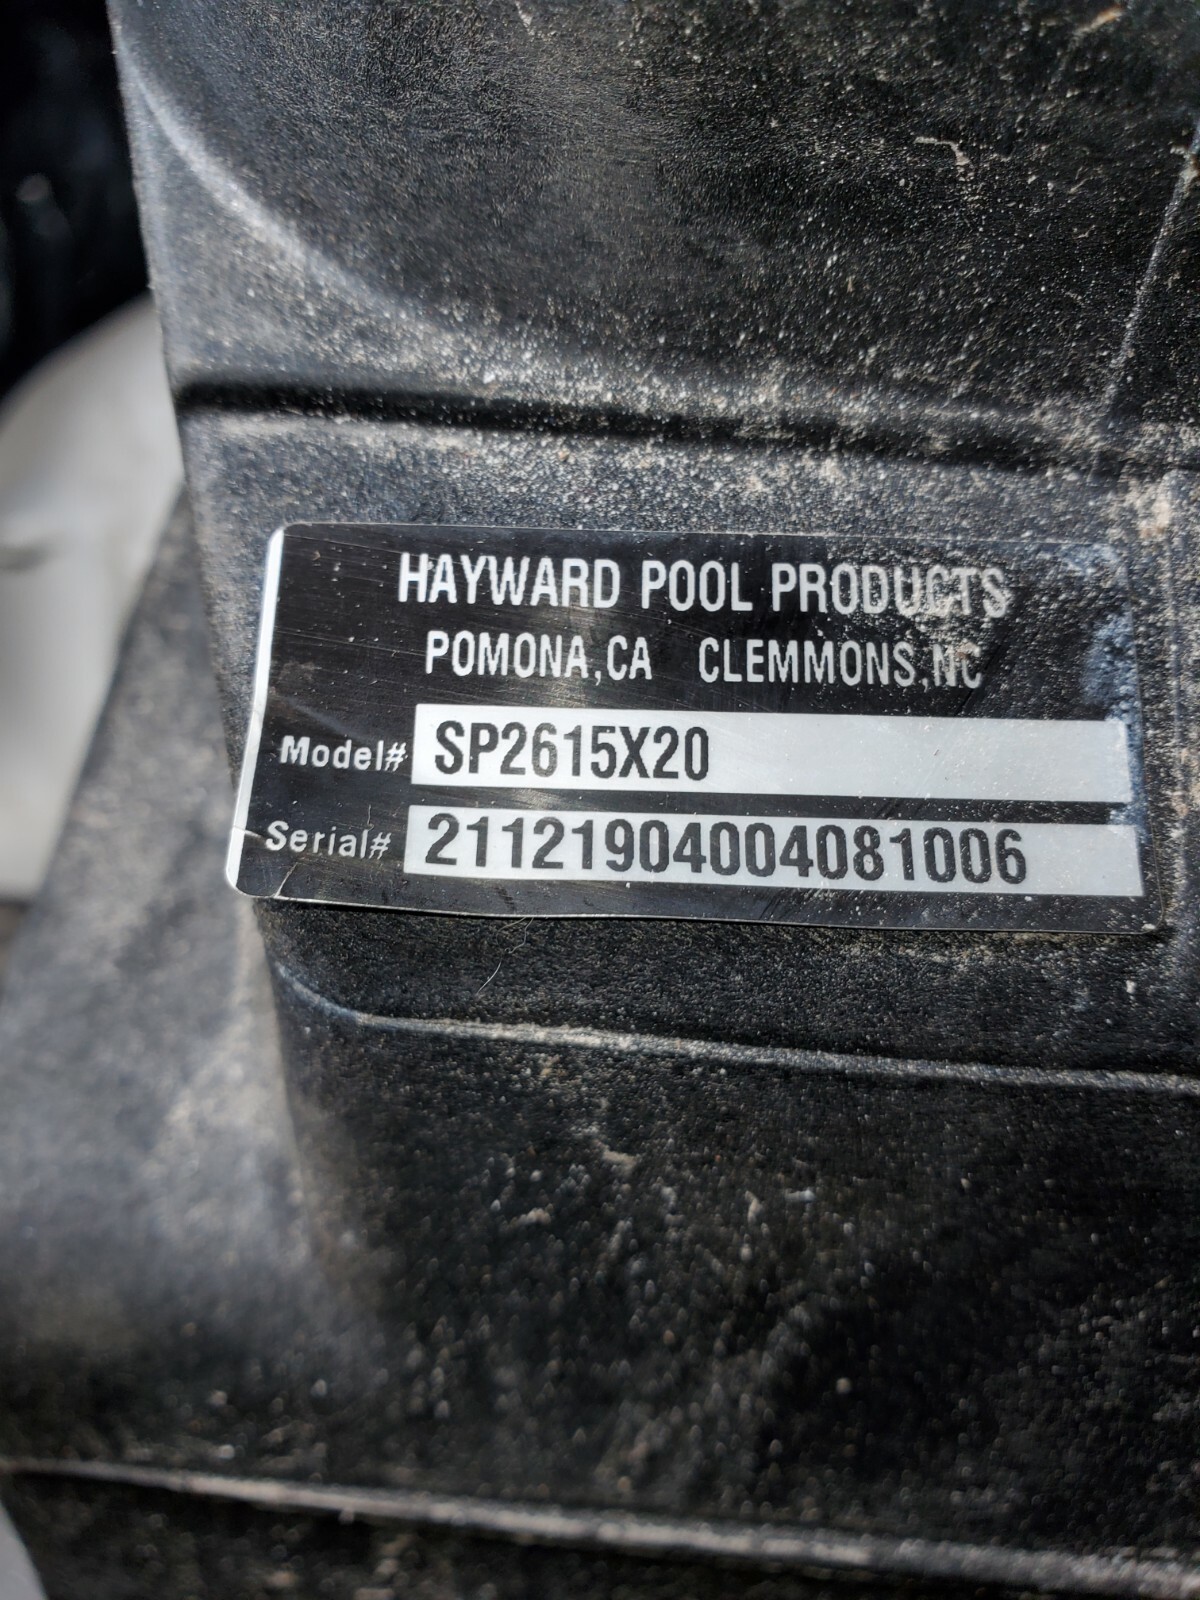 HAYWARD POOL PRODUCTS
POMONA,CA CLEMMONS,NC
Model# SP2615X20
Serial# 21121904004081006